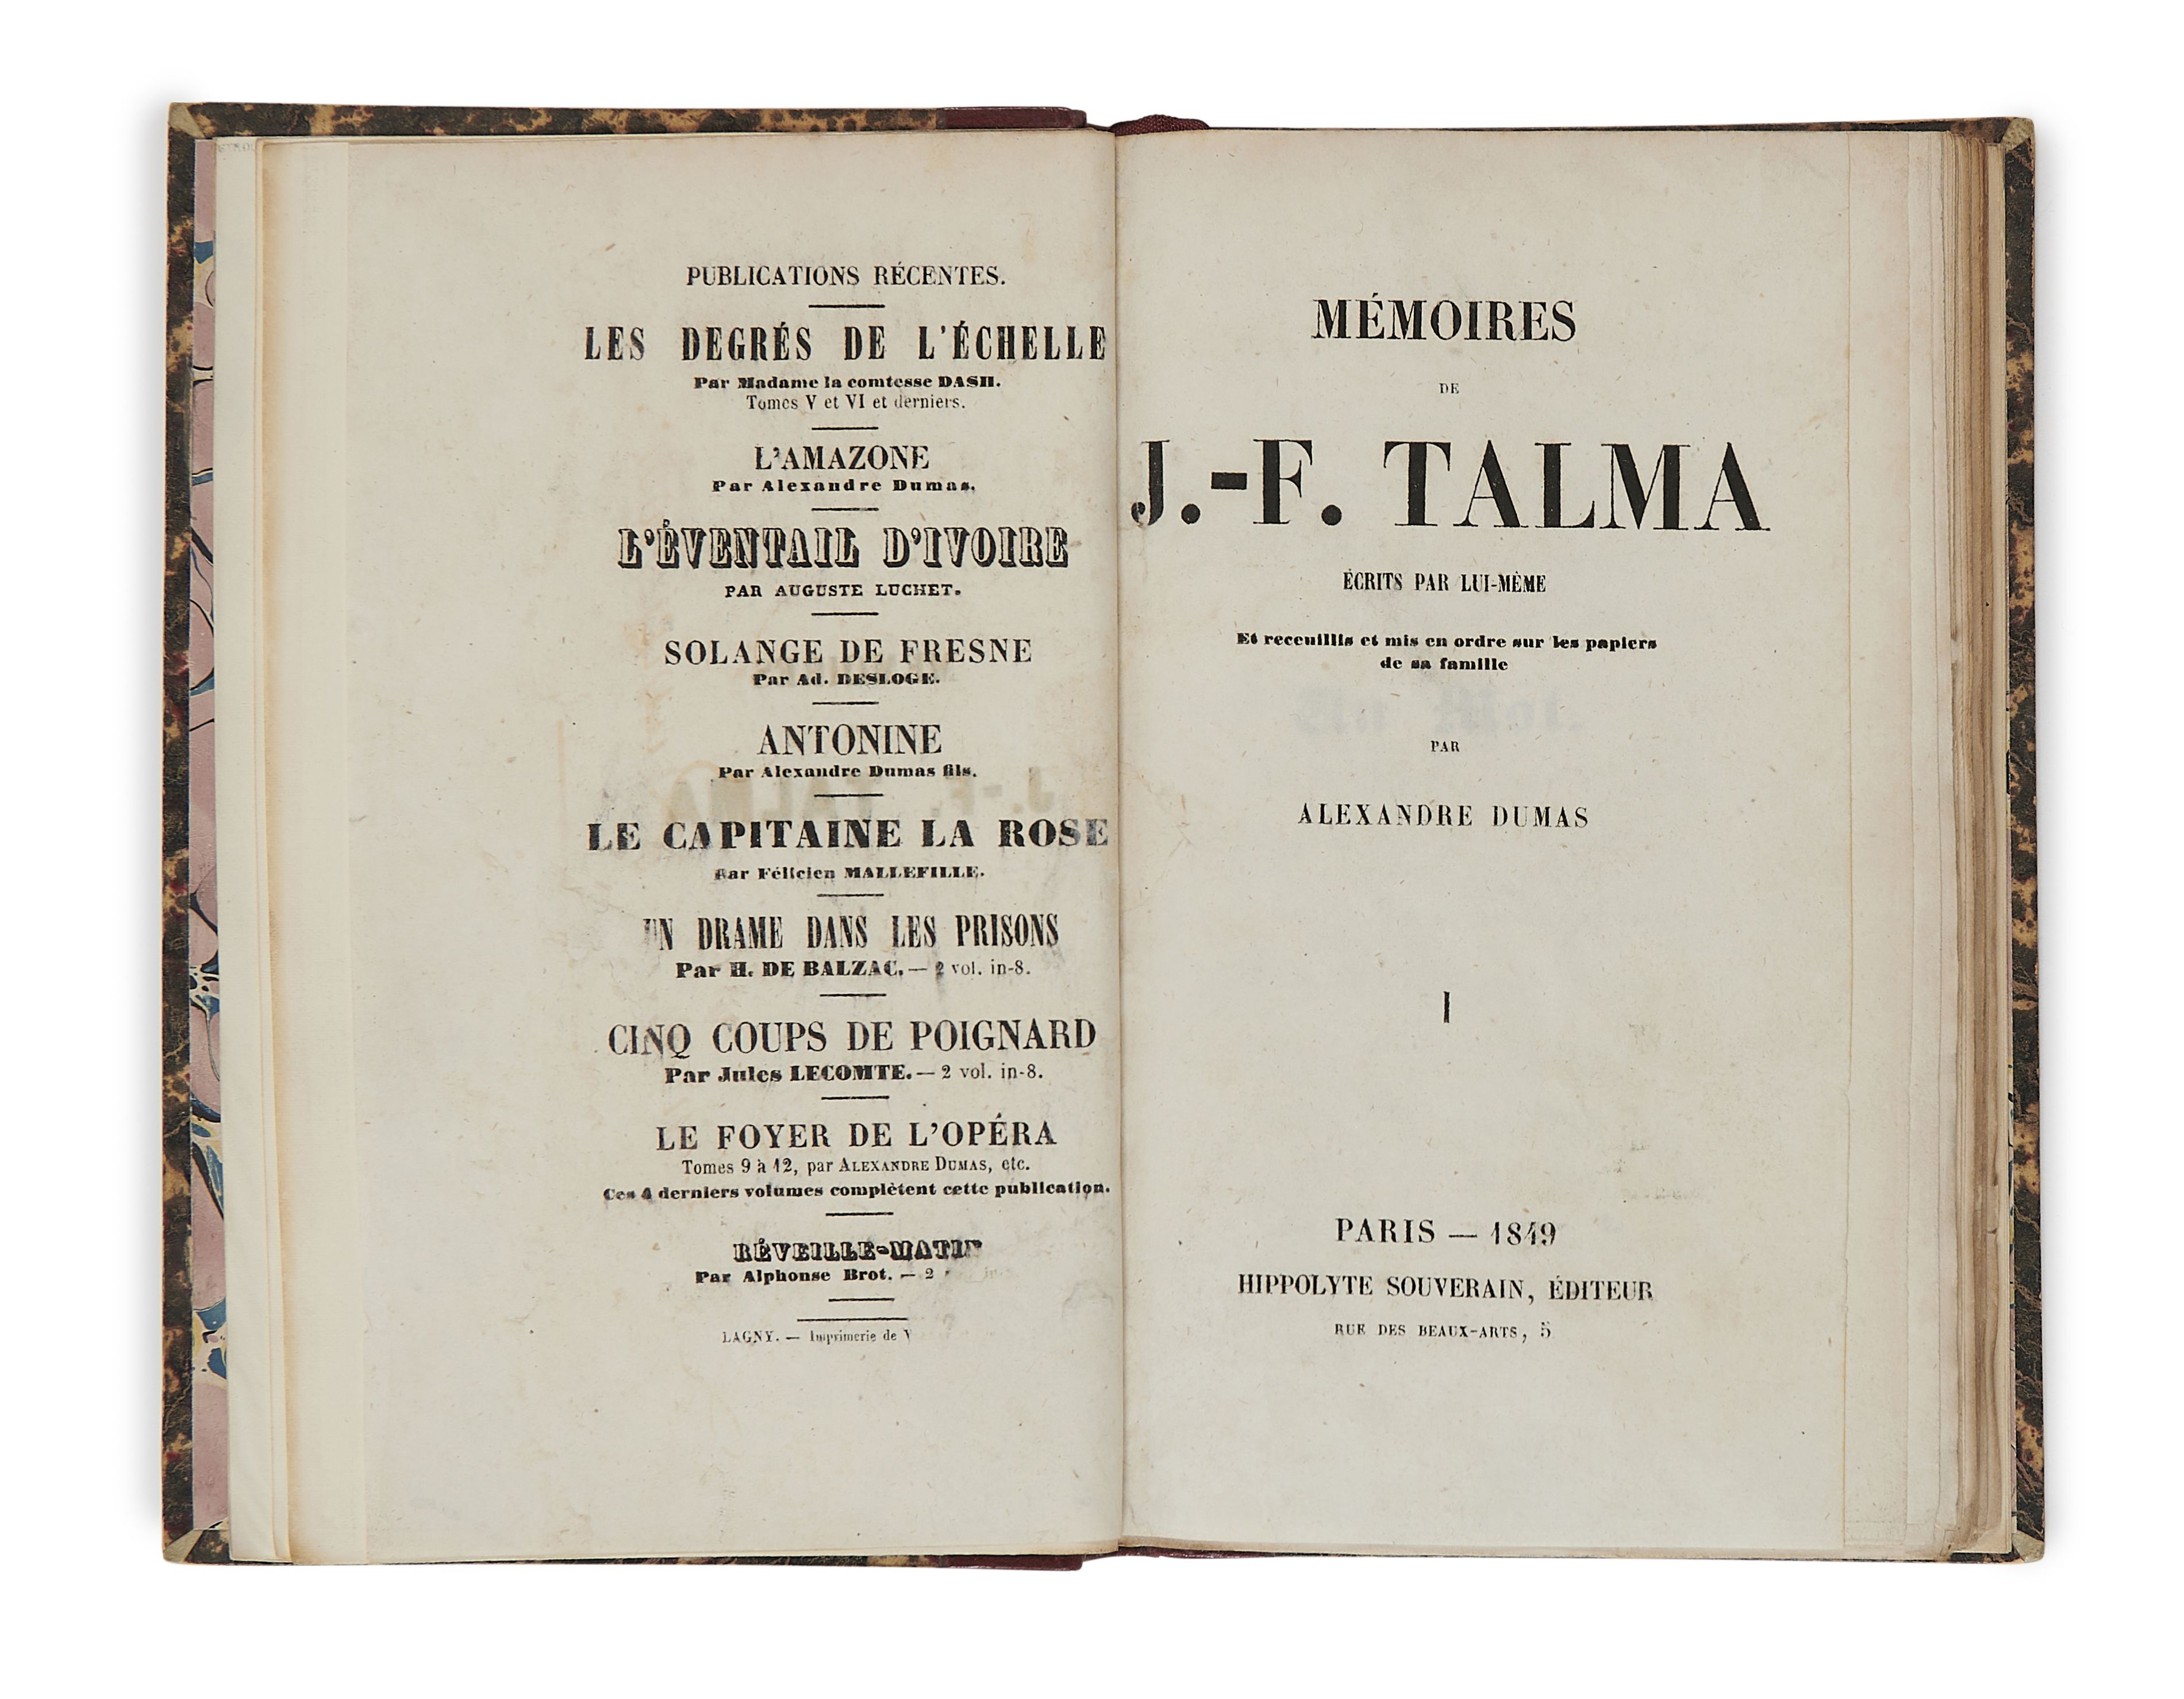 PUBLICATIONS RÉCENTES.
LES DEGRÉS DE L'ÉCHELLE
Par Madame la comtesse DASH.
Tomes V et VI et derniers.
L'AMAZONE
Par Alexandre Dumas.
L'ÉVENTAIL D'IVOIRE
PAR AUGUSTE LUCHET.
SOLANGE DE FRESNE
Par Ad. DESLOGE.
ANTONINE
Par Alexandre Dumas fils.
LE CAPITAINE LA ROSE
Par Félicien MALLEFILLE.
UN DRAME DANS LES PRISONS
Par H. DE BALZAC. — 2 vol. in-8.
CINQ COUPS DE POIGNARD
Par Jules LECOMTE. — 2 vol. in-8.
LE FOYER DE L'OPÉRA
Tomes 9 à 12, par ALEXANDRE DUMAS, etc.
Ces 4 derniers volumes complètent cette publication.
RÉVEILLE-MATIN
Par Alphonse Brot. — 2
LAGNY. — Imprimerie de V
MÉMOIRES
DE
J.-F. TALMA
ÉCRITS PAR LUI-MÊME
Et receuillis et mis en ordre sur les papiers
de sa famille
PAR
ALEXANDRE DUMAS
I
PARIS — 1849
HIPPOLYTE SOUVERAIN, ÉDITEUR
RUE DES BEAUX-ARTS, 5